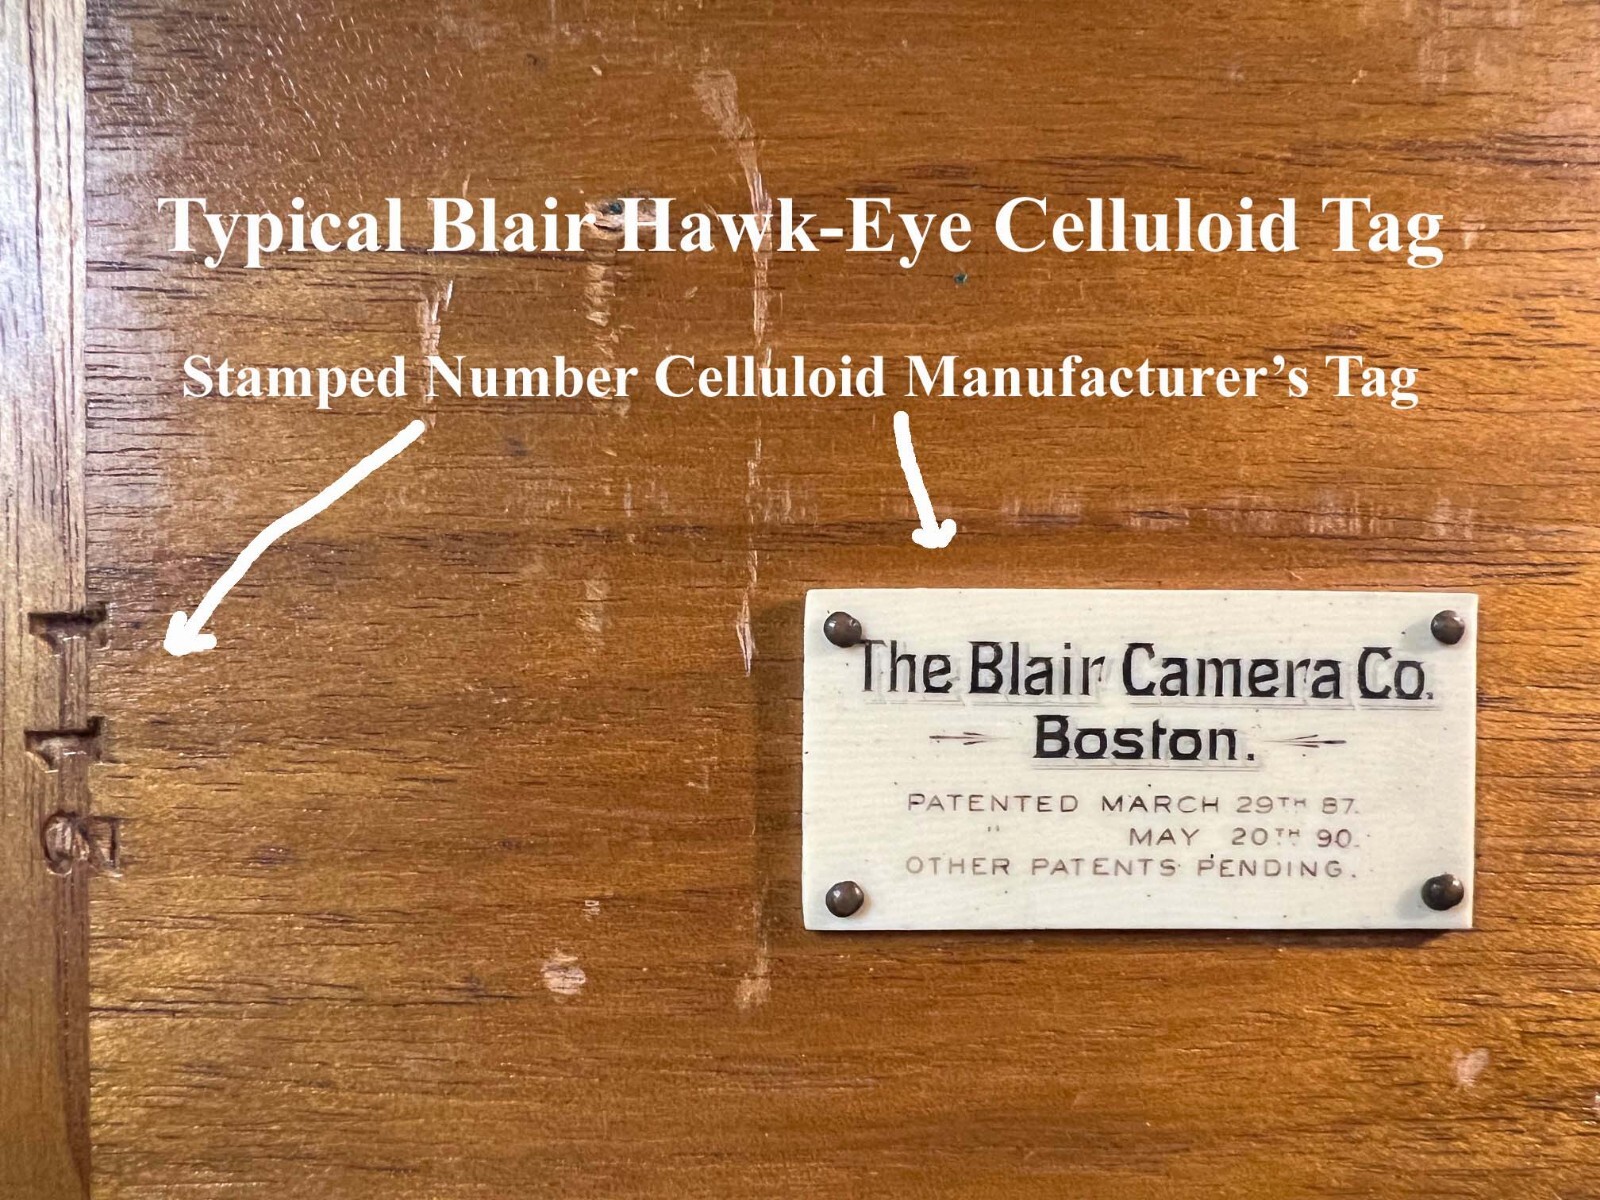 Typical Blair Hawk-Eye Celluloid Tag
Stamped Number Celluloid Manufacturer's Tag
The Blair Camera Co.
Boston.
PATENTED MARCH 29TH 87.
" MAY 20TH 90.
OTHER PATENTS PENDING.
115